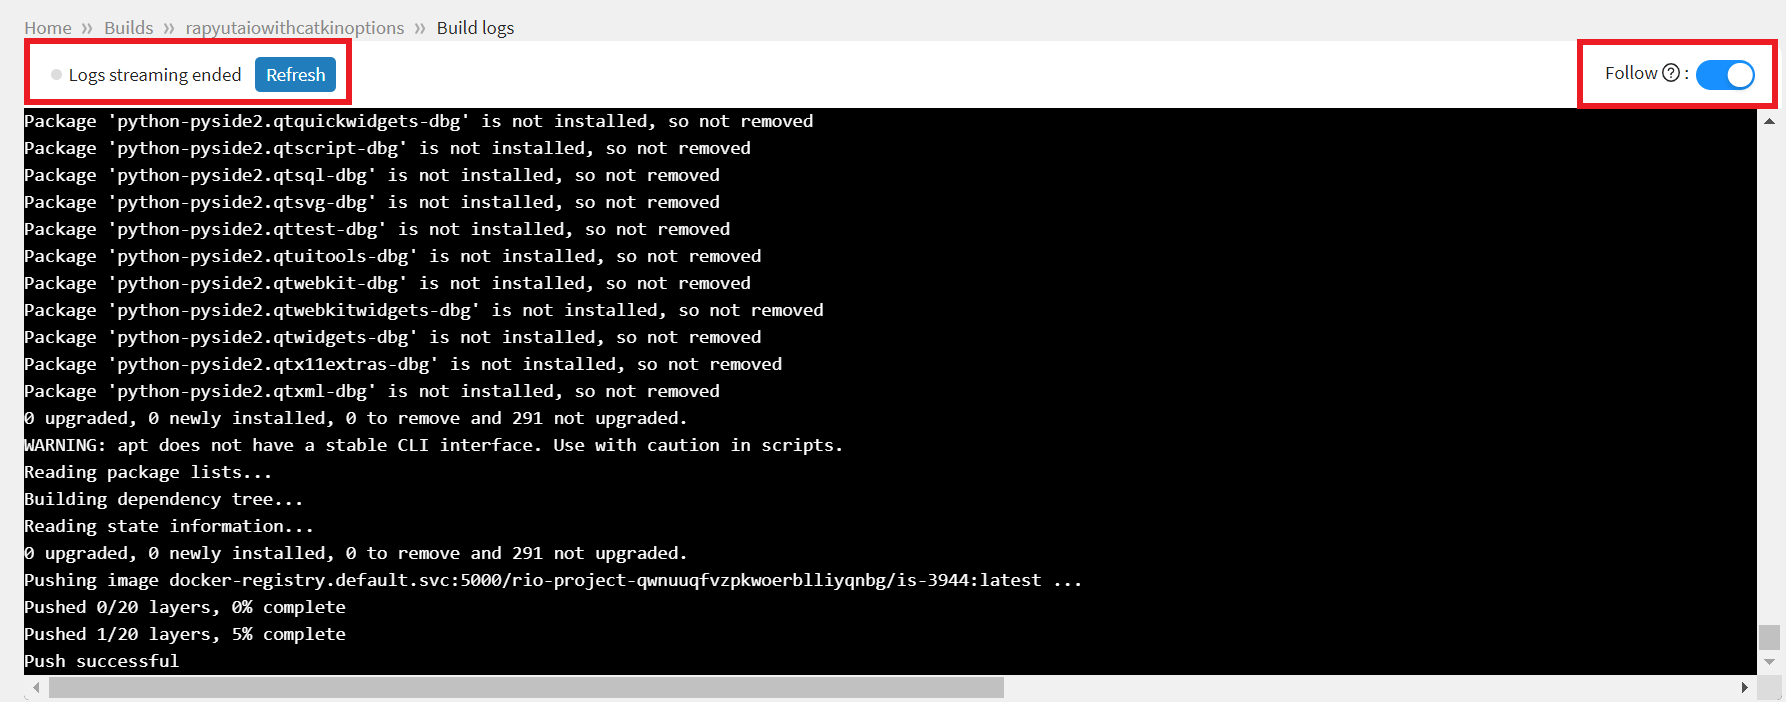 Home » Builds » rapyutaiowithcatkinoptions » Build logs
Logs streaming ended Refresh
Follow ? :
Package 'python-pyside2.qtquickwidgets-dbg' is not installed, so not removed
Package 'python-pyside2.qtscript-dbg' is not installed, so not removed
Package 'python-pyside2.qtsql-dbg' is not installed, so not removed
Package 'python-pyside2.qtsvg-dbg' is not installed, so not removed
Package 'python-pyside2.qttest-dbg' is not installed, so not removed
Package 'python-pyside2.qtuitools-dbg' is not installed, so not removed
Package 'python-pyside2.qtwebkit-dbg' is not installed, so not removed
Package 'python-pyside2.qtwebkitwidgets-dbg' is not installed, so not removed
Package 'python-pyside2.qtwidgets-dbg' is not installed, so not removed
Package 'python-pyside2.qtx11extras-dbg' is not installed, so not removed
Package 'python-pyside2.qtxml-dbg' is not installed, so not removed
0 upgraded, 0 newly installed, 0 to remove and 291 not upgraded.
WARNING: apt does not have a stable CLI interface. Use with caution in scripts.
Reading package lists...
Building dependency tree...
Reading state information...
0 upgraded, 0 newly installed, 0 to remove and 291 not upgraded.
Pushing image docker-registry.default.svc:5000/rio-project-qwnuuqfvzpkwoerblliyqnbg/is-3944:latest ...
Pushed 0/20 layers, 0% complete
Pushed 1/20 layers, 5% complete
Push successful